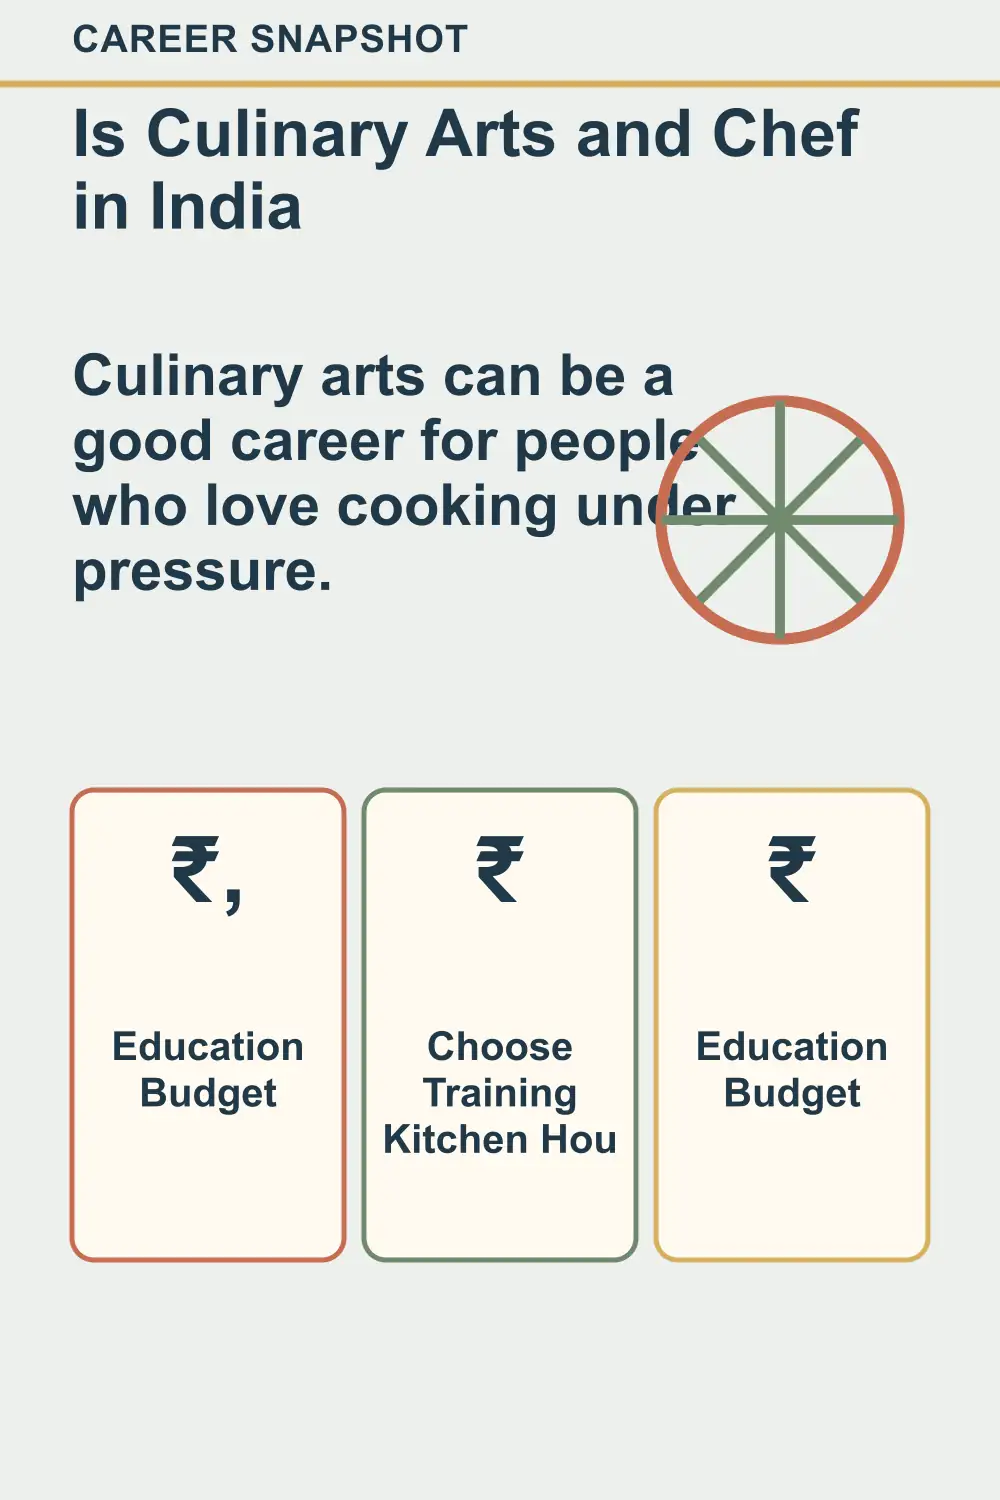 CAREER SNAPSHOT
Is Culinary Arts and Chef
in India
Culinary arts can be a
good career for people
who love cooking under
pressure.
₹,
Education
Budget
₹
Choose
Training
Kitchen Hou
₹
Education
Budget